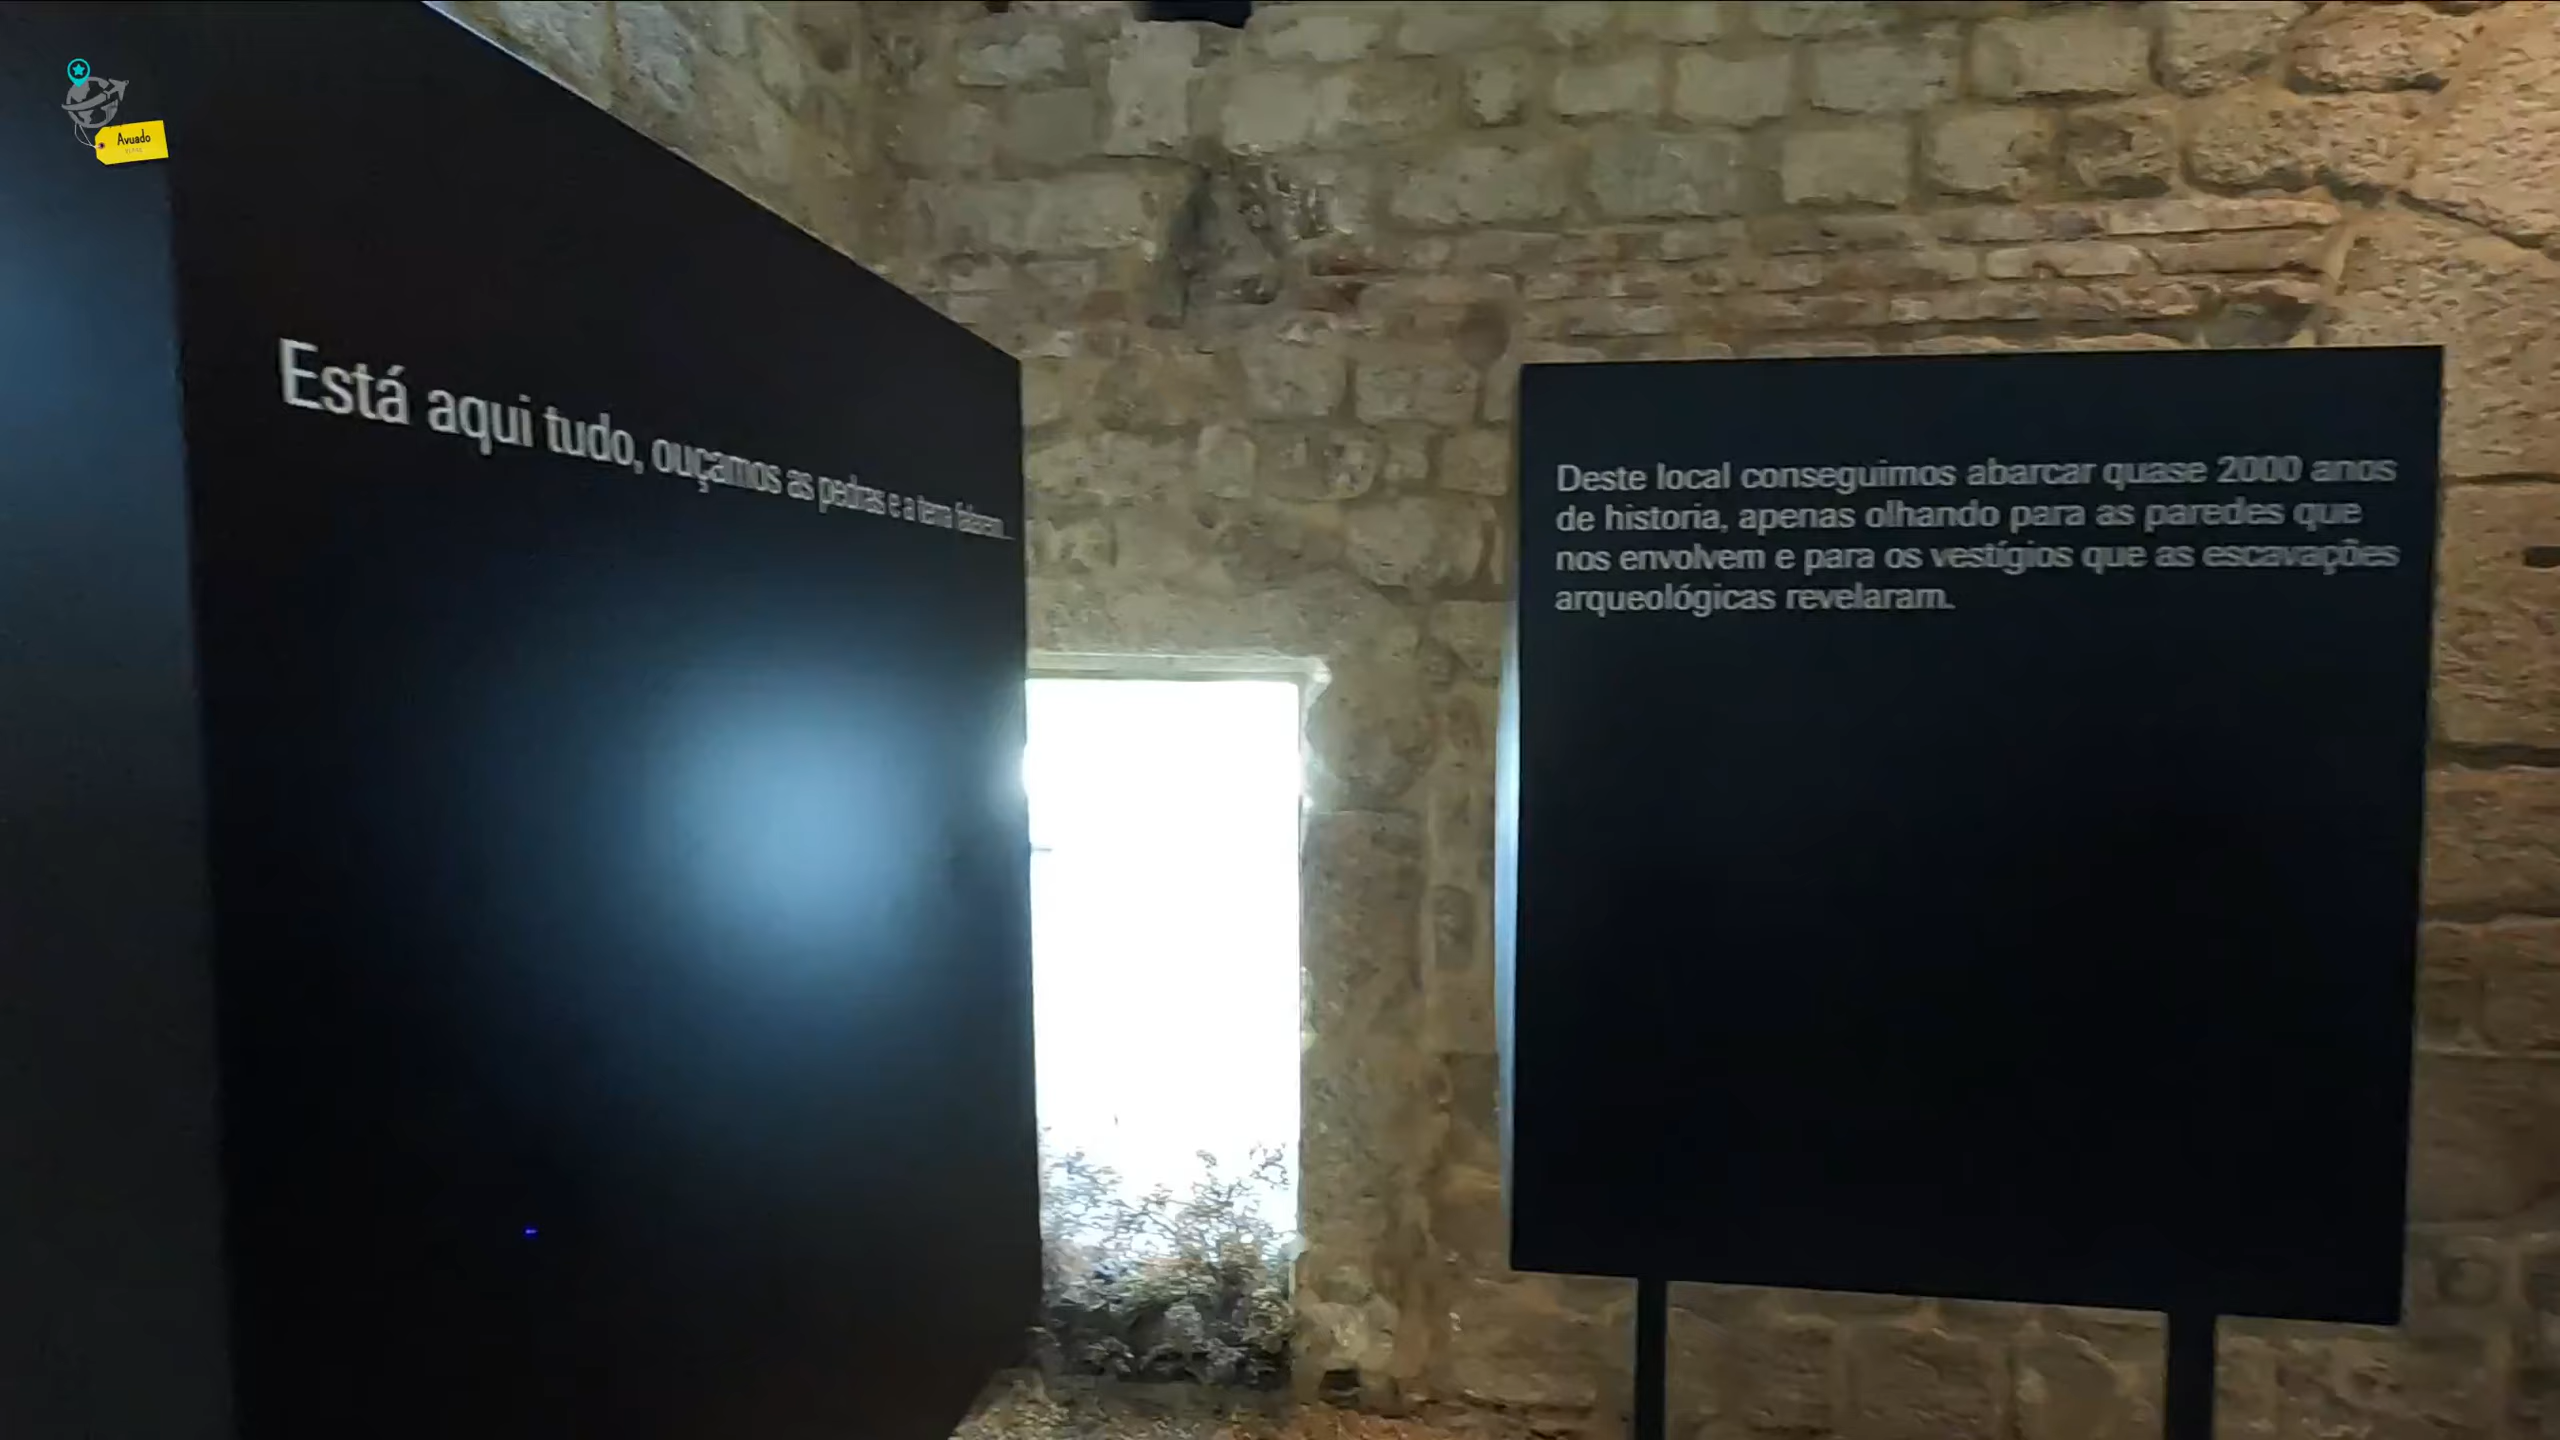 Avuado
Está aqui tudo, ouçamos as pedras e a terra falarem...
Deste local conseguimos abarcar quase 2000 anos
de historia, apenas olhando para as paredes que
nos envolvem e para os vestígios que as escavações
arqueológicas revelaram.